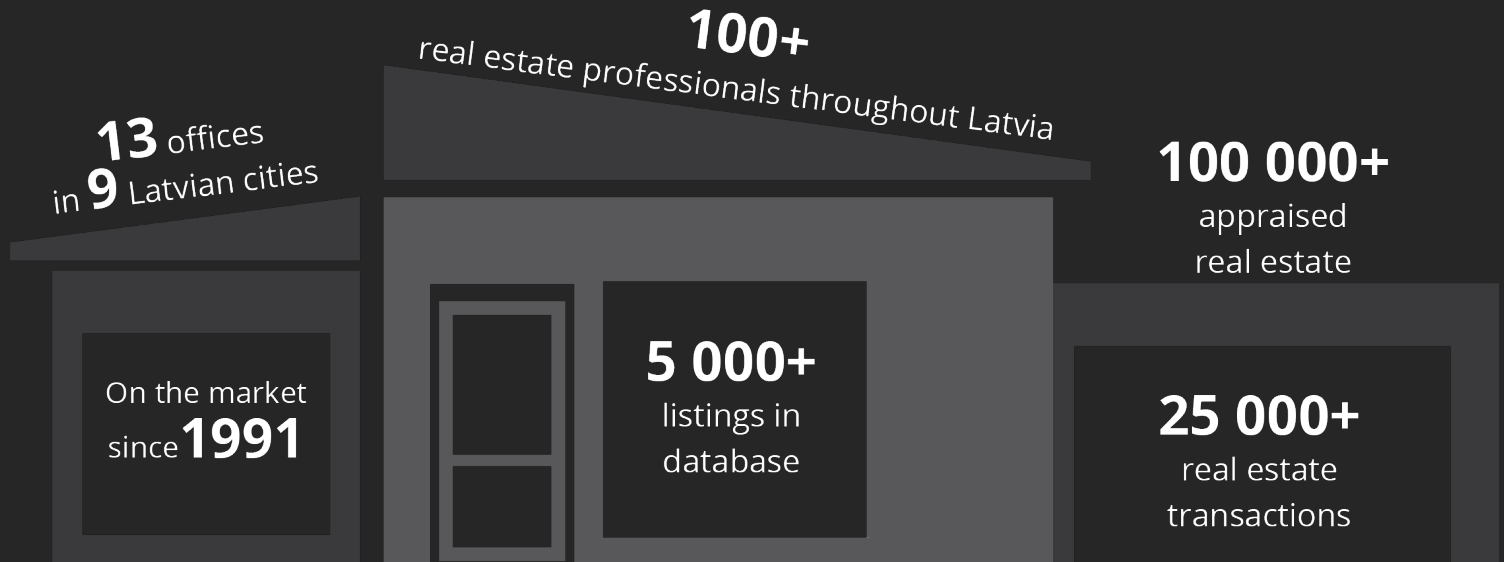 100+
real estate professionals throughout Latvia
13 offices
in 9 Latvian cities
100 000+
appraised
real estate
On the market
since 1991
5 000+
listings in
database
25 000+
real estate
transactions